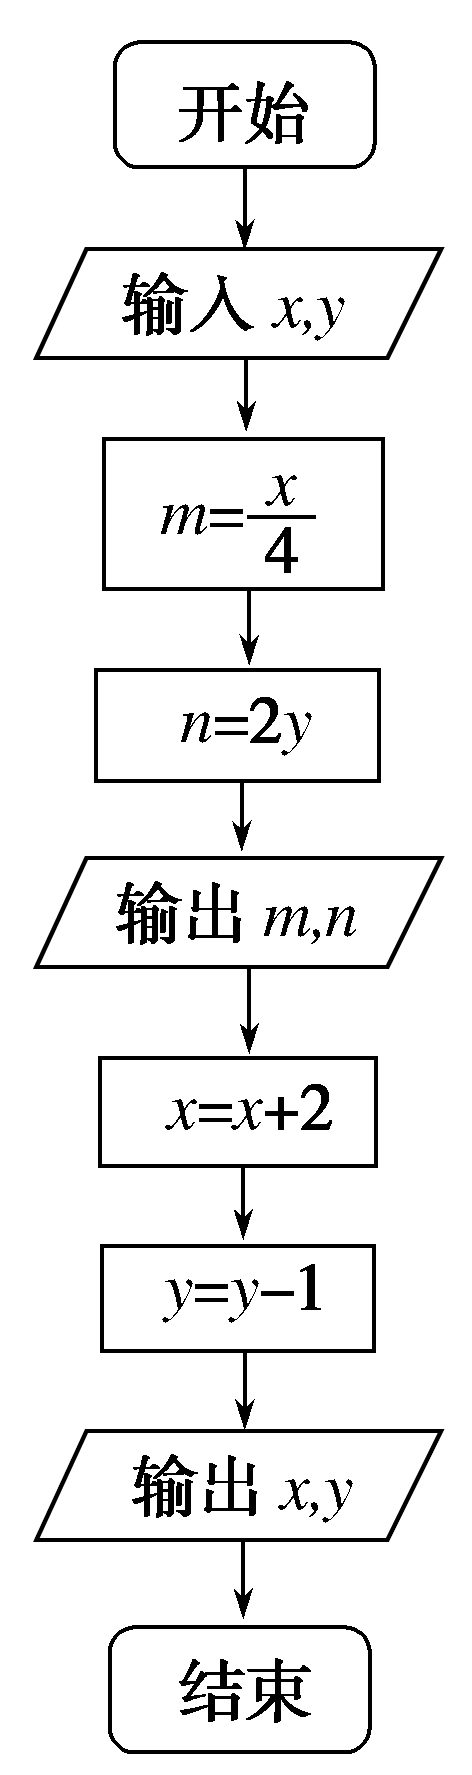 开始
输入 x,y
m=x/4
n=2y
输出 m,n
x=x+2
y=y−1
输出 x,y
结束